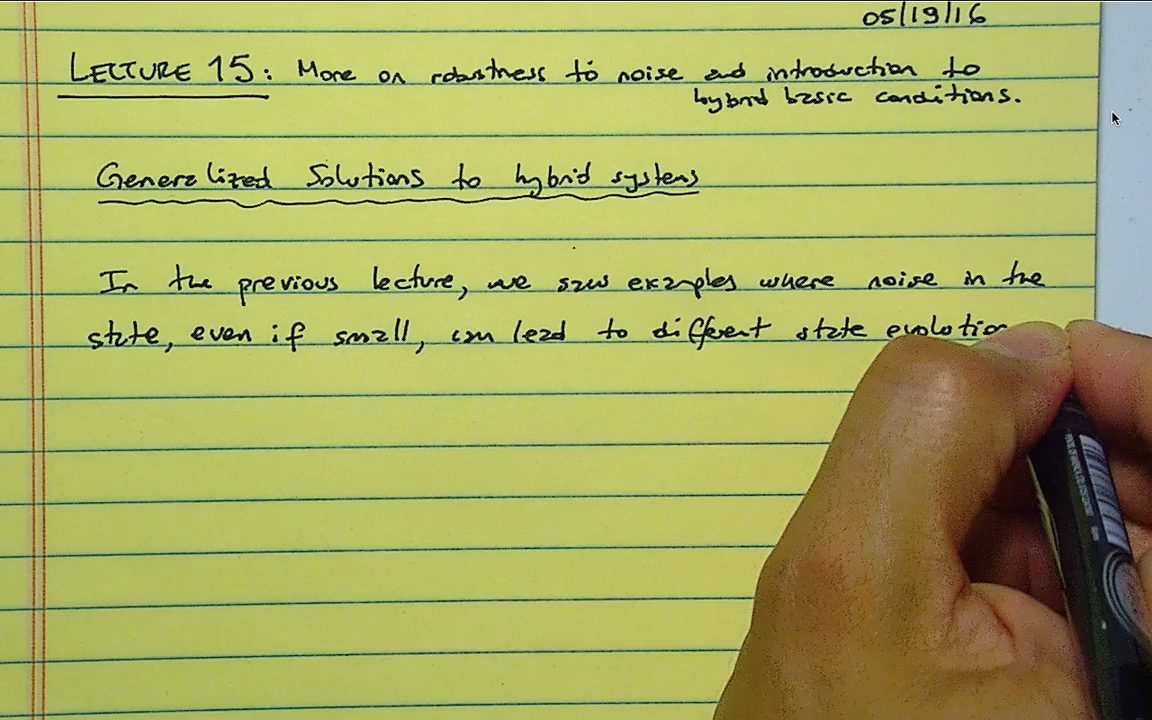 05/19/16
LECTURE 15: More on robustness to noise and introduction to
hybrid basic conditions.
Generalized Solutions to hybrid systems
In the previous lecture, we saw examples where noise in the
state, even if small, can lead to different state evolution